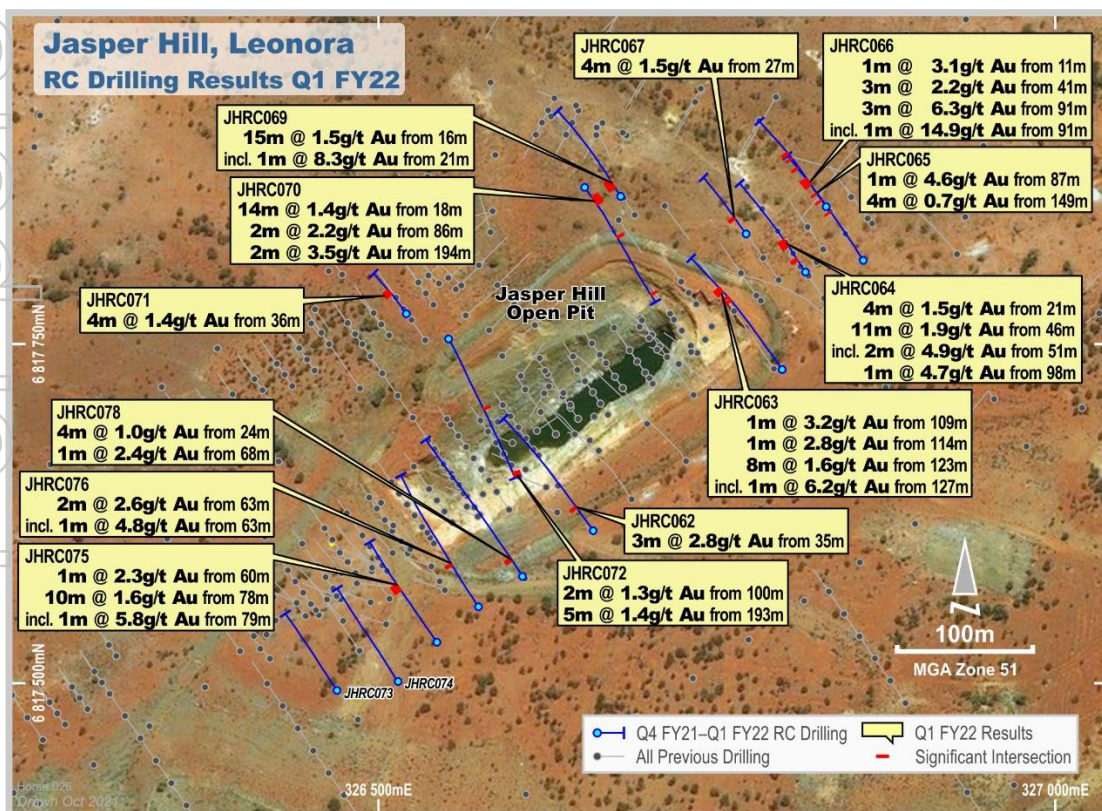 Jasper Hill, Leonora
RC Drilling Results Q1 FY22
JHRC067
4m @ 1.5g/t Au from 27m
JHRC066
1m @ 3.1g/t Au from 11m
3m @ 2.2g/t Au from 41m
3m @ 6.3g/t Au from 91m
incl. 1m @ 14.9g/t Au from 91m
JHRC069
15m @ 1.5g/t Au from 16m
incl. 1m @ 8.3g/t Au from 21m
JHRC065
1m @ 4.6g/t Au from 87m
4m @ 0.7g/t Au from 149m
JHRC070
14m @ 1.4g/t Au from 18m
2m @ 2.2g/t Au from 86m
2m @ 3.5g/t Au from 194m
JHRC071
4m @ 1.4g/t Au from 36m
Jasper Hill
Open Pit
JHRC064
4m @ 1.5g/t Au from 21m
11m @ 1.9g/t Au from 46m
incl. 2m @ 4.9g/t Au from 51m
1m @ 4.7g/t Au from 98m
6 817 750mN
JHRC063
1m @ 3.2g/t Au from 109m
1m @ 2.8g/t Au from 114m
8m @ 1.6g/t Au from 123m
incl. 1m @ 6.2g/t Au from 127m
JHRC078
4m @ 1.0g/t Au from 24m
1m @ 2.4g/t Au from 68m
JHRC076
2m @ 2.6g/t Au from 63m
incl. 1m @ 4.8g/t Au from 63m
JHRC062
3m @ 2.8g/t Au from 35m
JHRC075
1m @ 2.3g/t Au from 60m
10m @ 1.6g/t Au from 78m
incl. 1m @ 5.8g/t Au from 79m
JHRC072
2m @ 1.3g/t Au from 100m
5m @ 1.4g/t Au from 193m
100m
MGA Zone 51
6 817 500mN
JHRC073
JHRC074
Q4 FY21–Q1 FY22 RC Drilling
Q1 FY22 Results
All Previous Drilling
Significant Intersection
326 500mE
327 000mE
Drawn Oct 2021